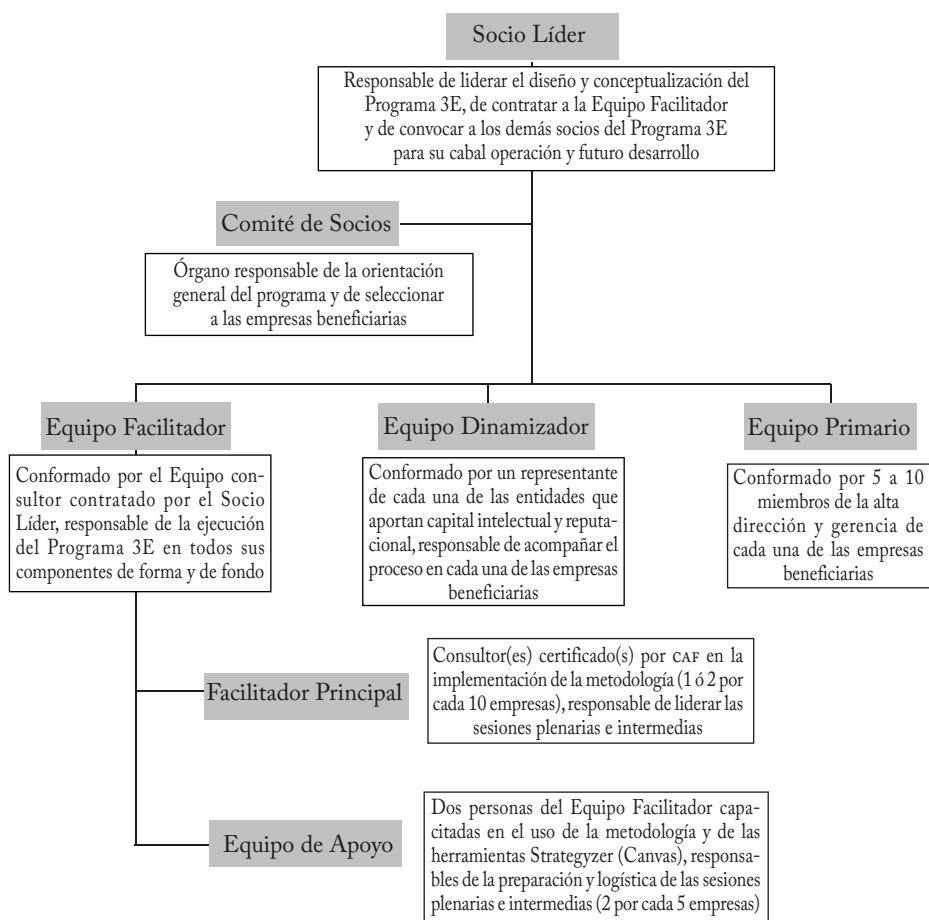 Socio Líder
Responsable de liderar el diseño y conceptualización del
Programa 3E, de contratar a la Equipo Facilitador
y de convocar a los demás socios del Programa 3E
para su cabal operación y futuro desarrollo
Comité de Socios
Órgano responsable de la orientación
general del programa y de seleccionar
a las empresas beneficiarias
Equipo Facilitador
Conformado por el Equipo con-
sultor contratado por el Socio
Líder, responsable de la ejecución
del Programa 3E en todos sus
componentes de forma y de fondo
Equipo Dinamizador
Conformado por un representante
de cada una de las entidades que
aportan capital intelectual y reputa-
cional, responsable de acompañar el
proceso en cada una de las empresas
beneficiarias
Equipo Primario
Conformado por 5 a 10
miembros de la alta
dirección y gerencia de
cada una de las empresas
beneficiarias
Facilitador Principal
Consultor(es) certificado(s) por CAF en la
implementación de la metodología (1 ó 2 por
cada 10 empresas), responsable de liderar las
sesiones plenarias e intermedias
Equipo de Apoyo
Dos personas del Equipo Facilitador capa-
citadas en el uso de la metodología y de las
herramientas Strategyzer (Canvas), responsa-
bles de la preparación y logística de las sesiones
plenarias e intermedias (2 por cada 5 empresas)